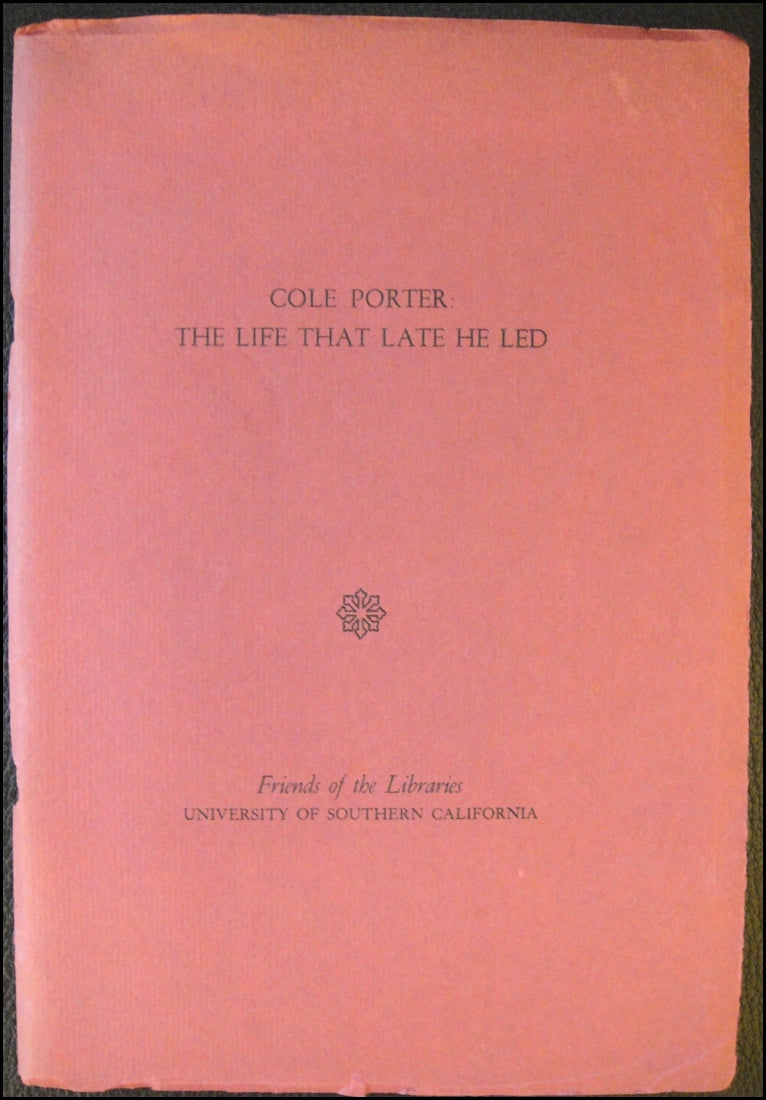 COLE PORTER:
THE LIFE THAT LATE HE LED
Friends of the Libraries
UNIVERSITY OF SOUTHERN CALIFORNIA